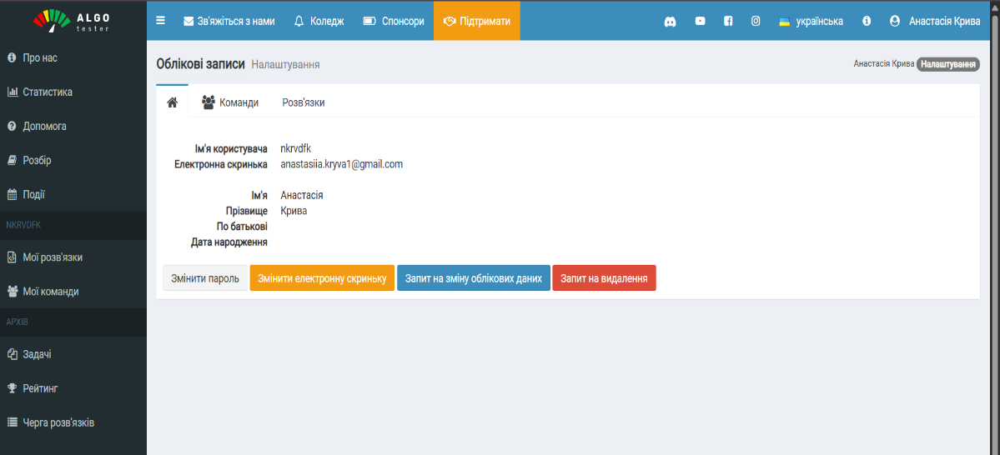 ALGO
tester
Про нас
Статистика
Допомога
Розбір
Події
NKRVDFK
Мої розв'язки
Мої команди
АРХІВ
Задачі
Рейтинг
Черга розв'язків
Зв'яжіться з нами
Коледж
Спонсори
Підтримати
українська
Анастасія Крива
Облікові записи Налаштування
Анастасія Крива Налаштування
Команди
Розв'язки
Ім'я користувача nkrvdfk
Електронна скринька anastasiia.kryva1@gmail.com
Ім'я Анастасія
Прізвище Крива
По батькові
Дата народження
Змінити пароль
Змінити електронну скриньку
Запит на зміну облікових даних
Запит на видалення